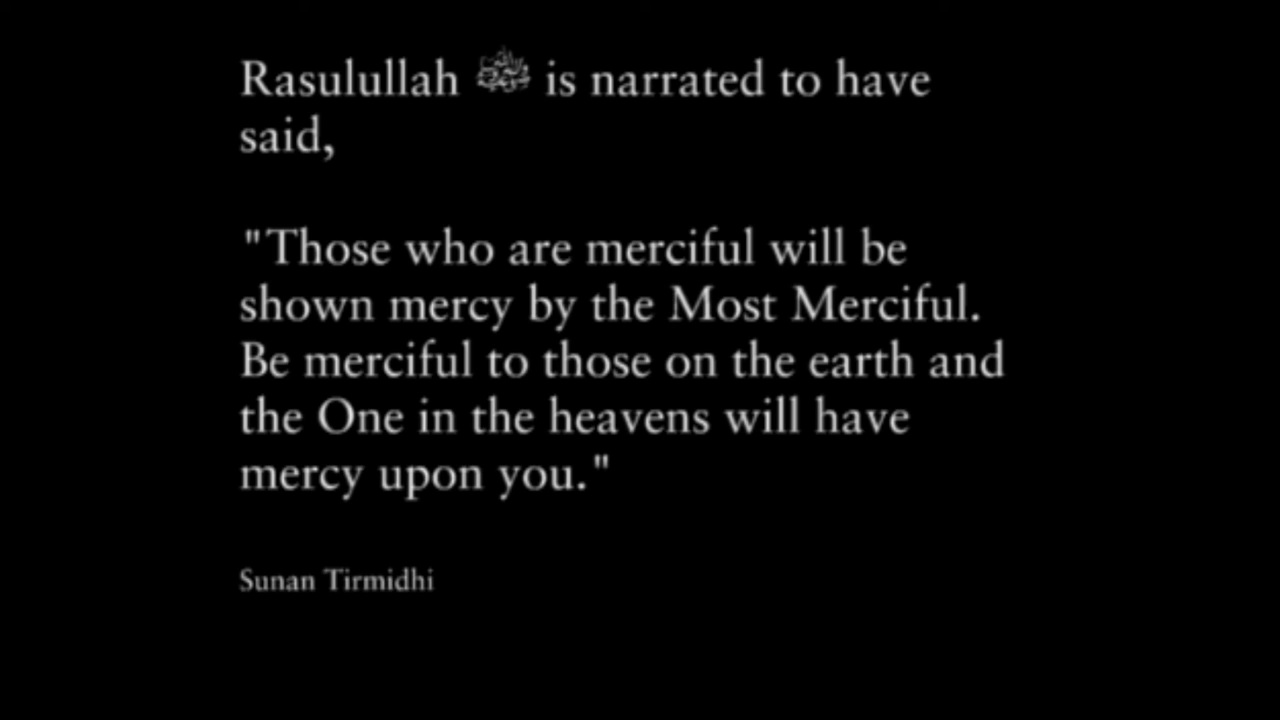 Rasulullah ﷺ is narrated to have
said,
"Those who are merciful will be
shown mercy by the Most Merciful.
Be merciful to those on the earth and
the One in the heavens will have
mercy upon you."
Sunan Tirmidhi